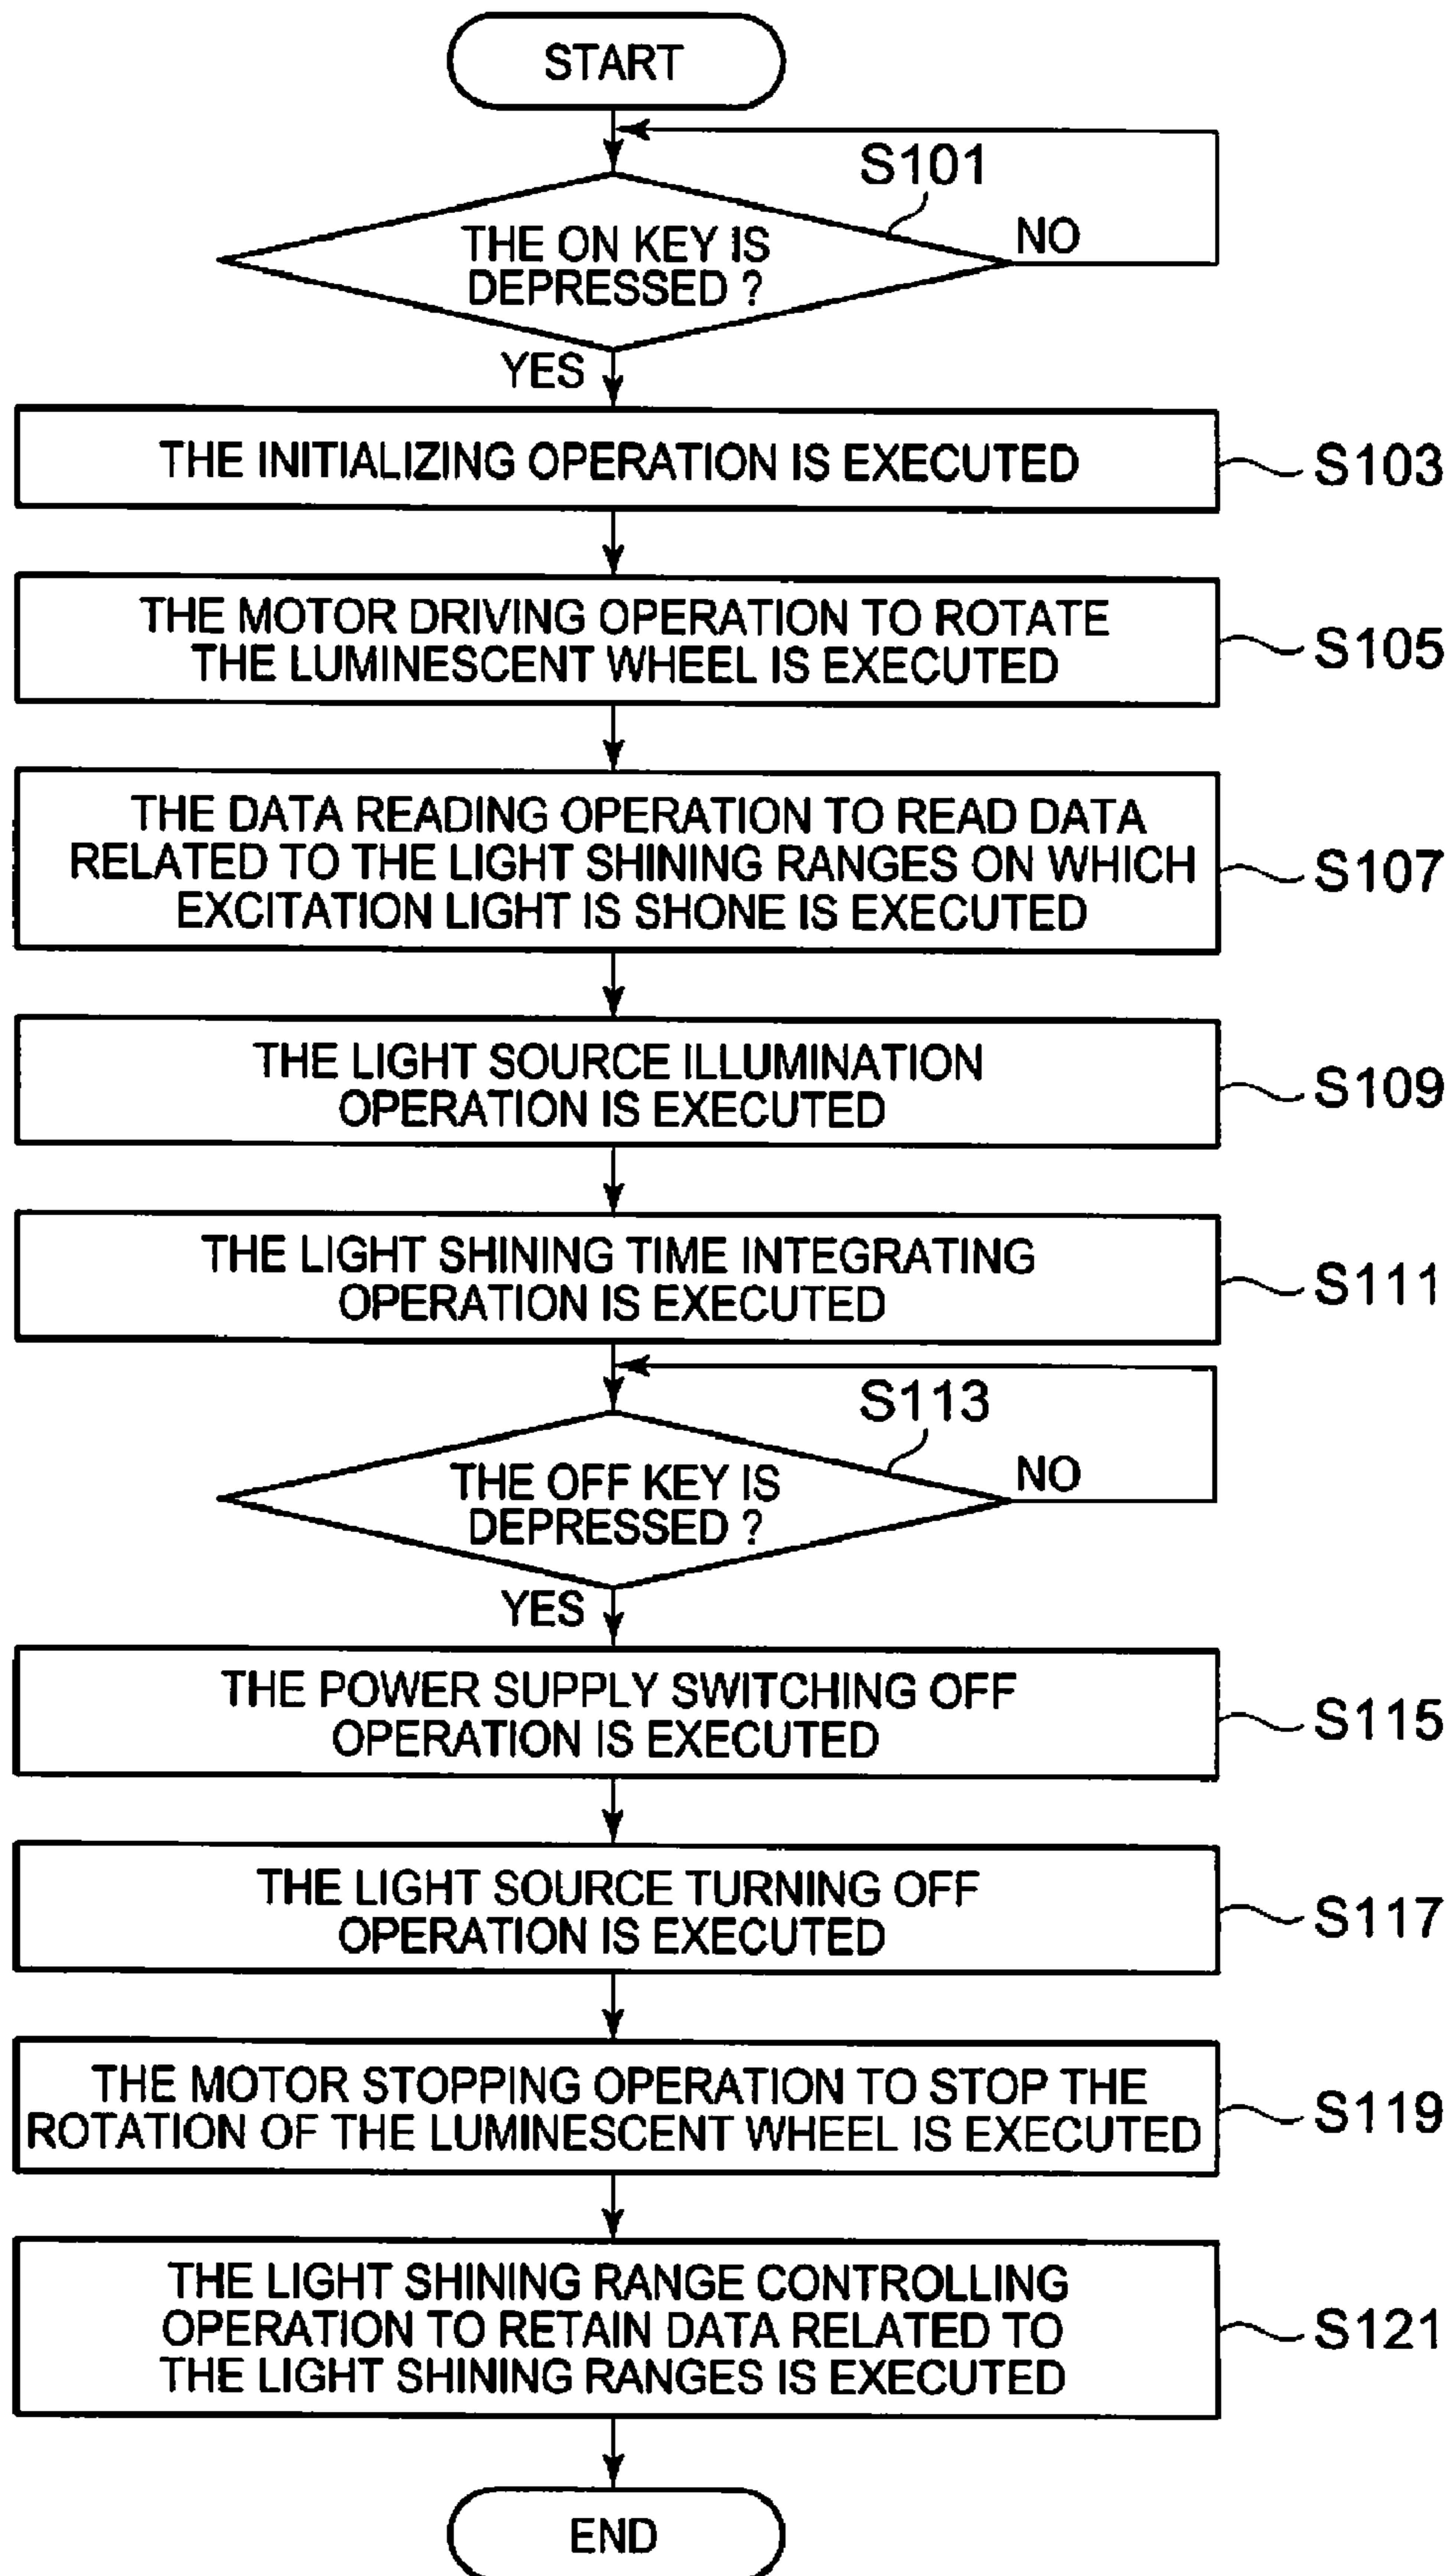 START
S101
THE ON KEY IS
DEPRESSED ?
NO
YES
THE INITIALIZING OPERATION IS EXECUTED
S103
THE MOTOR DRIVING OPERATION TO ROTATE
THE LUMINESCENT WHEEL IS EXECUTED
S105
THE DATA READING OPERATION TO READ DATA
RELATED TO THE LIGHT SHINING RANGES ON WHICH
EXCITATION LIGHT IS SHONE IS EXECUTED
S107
THE LIGHT SOURCE ILLUMINATION
OPERATION IS EXECUTED
S109
THE LIGHT SHINING TIME INTEGRATING
OPERATION IS EXECUTED
S111
S113
THE OFF KEY IS
DEPRESSED ?
NO
YES
THE POWER SUPPLY SWITCHING OFF
OPERATION IS EXECUTED
S115
THE LIGHT SOURCE TURNING OFF
OPERATION IS EXECUTED
S117
THE MOTOR STOPPING OPERATION TO STOP THE
ROTATION OF THE LUMINESCENT WHEEL IS EXECUTED
S119
THE LIGHT SHINING RANGE CONTROLLING
OPERATION TO RETAIN DATA RELATED TO
THE LIGHT SHINING RANGES IS EXECUTED
S121
END